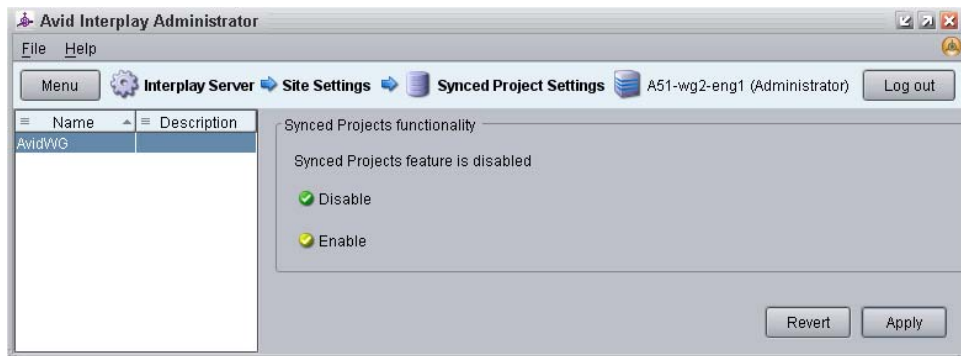 Avid Interplay Administrator
File Help
Menu Interplay Server Site Settings Synced Project Settings A51-wg2-eng1 (Administrator) Log out
Name Description
AvidWG
Synced Projects functionality
Synced Projects feature is disabled
Disable
Enable
Revert Apply